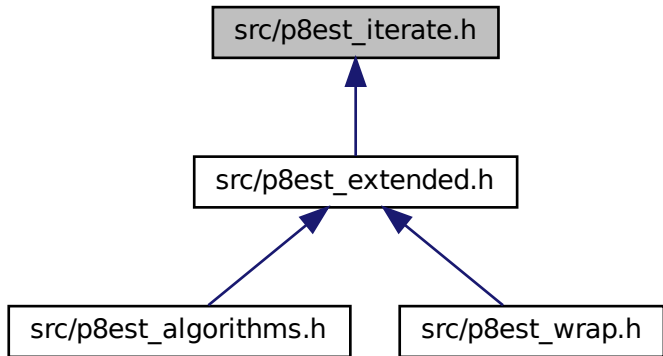 src/p8est_iterate.h
src/p8est_extended.h
src/p8est_algorithms.h
src/p8est_wrap.h